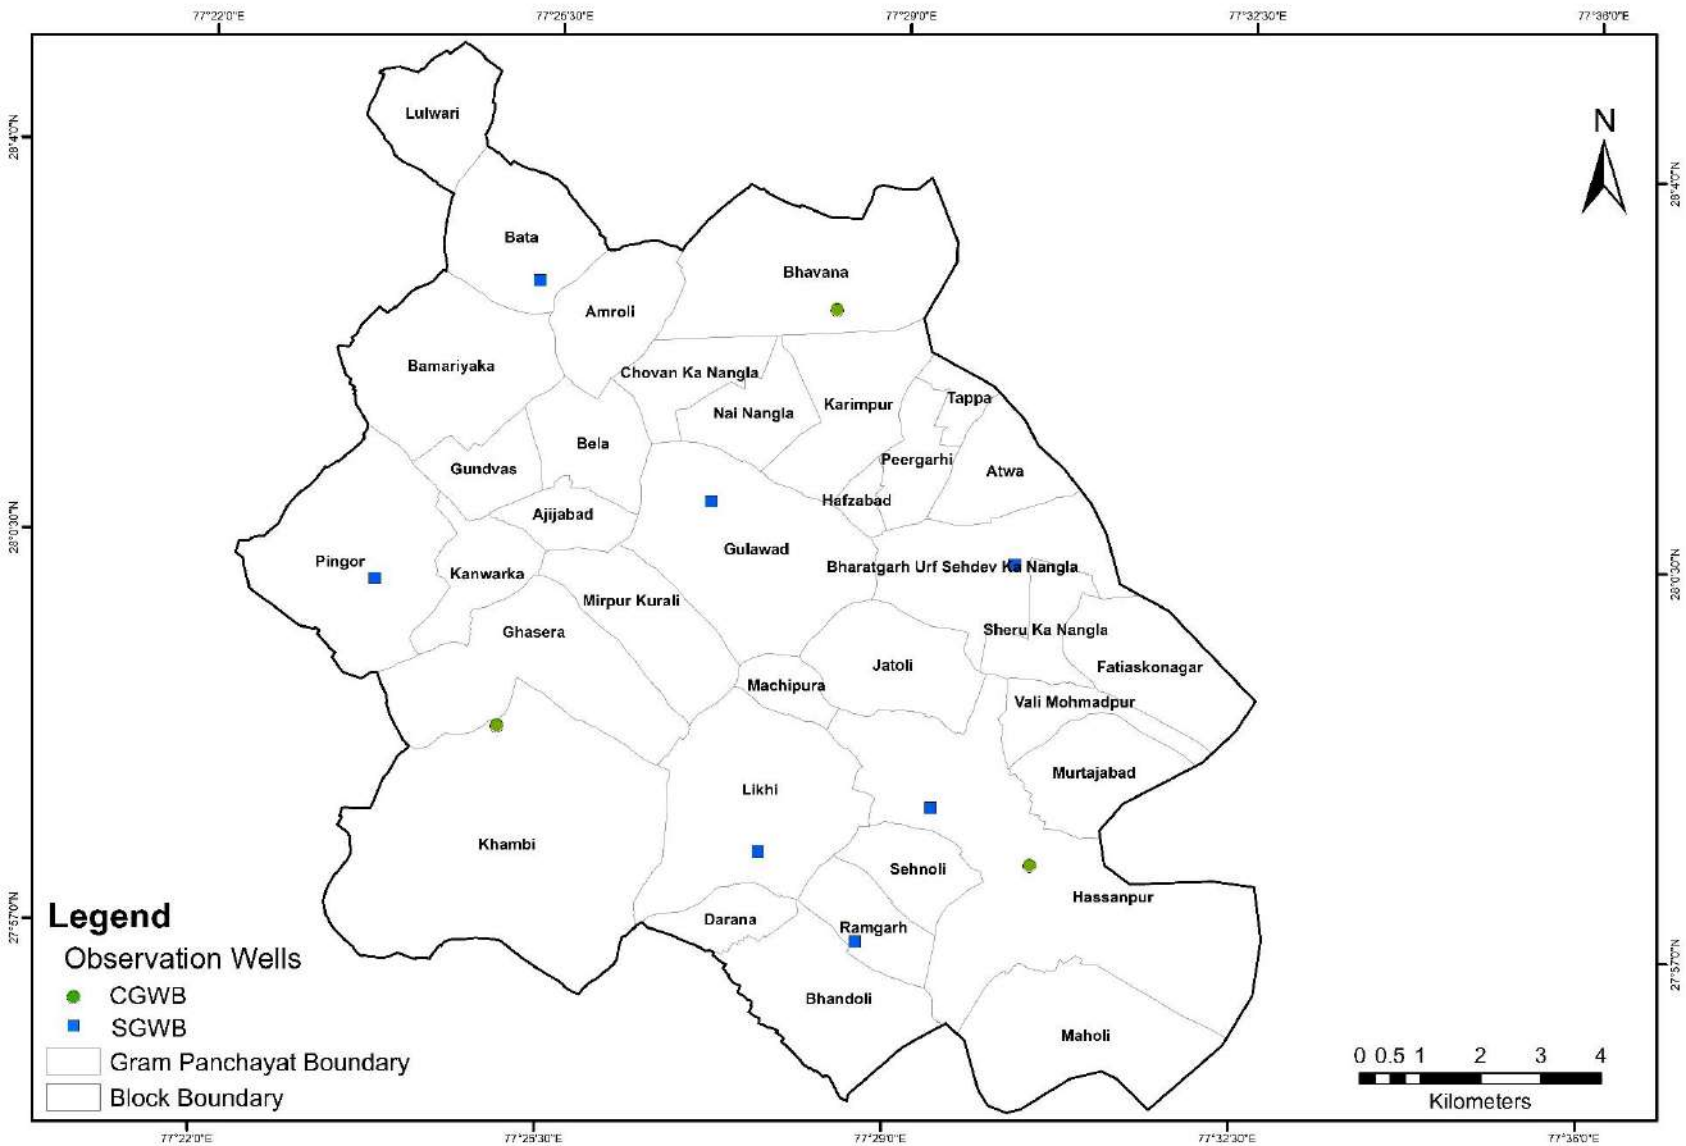 77°22'0"E 77°25'30"E 77°29'0"E 77°32'30"E 77°36'0"E
N
28°4'0"N
28°4'0"N
Lulwari
Bata
Bhavana
Amroli
Bamariyaka
Chovan Ka Nangla
Tappa
Karimpur
Nai Nangla
Bela
Peergarhi
Gundvas
Atwa
Hafzabad
Ajijabad
28°0'30"N
Gulawad
Pingor
Bharatgarh Urf Sehdev Ka Nangla
Kanwarka
28°0'30"N
Mirpur Kurali
Ghasera
Sheru Ka Nangla
Jatoli
Fatiaskonagar
Machipura
Vali Mohmadpur
Murtajabad
Likhi
Khambi
Sehnoli
Hassanpur
Darana
Ramgarh
27°57'0"N
27°57'0"N
Bhandoli
Maholi
Legend
Observation Wells
CGWB
SGWB
Gram Panchayat Boundary
Block Boundary
0 0.5 1 2 3 4
Kilometers
77°22'0"E 77°25'30"E 77°29'0"E 77°32'30"E 77°36'0"E